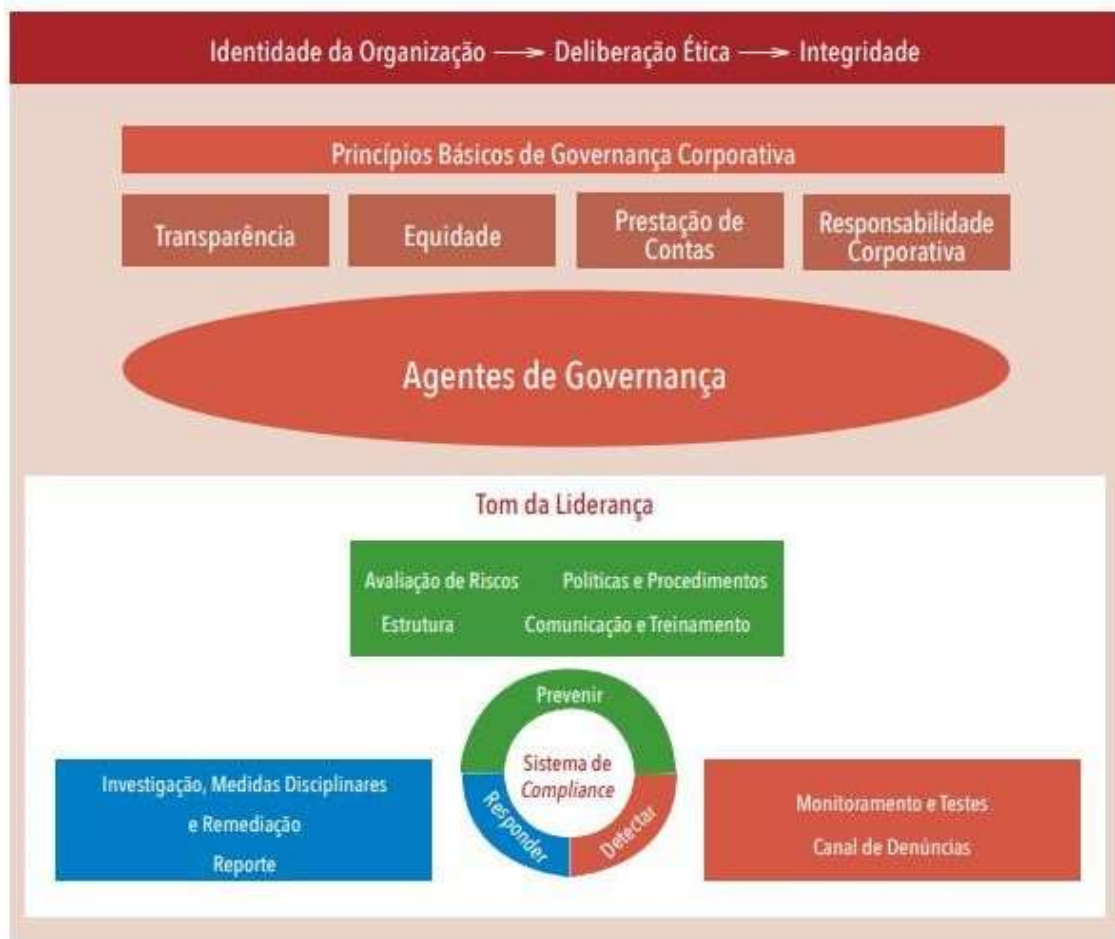 Identidade da Organização → Deliberação Ética → Integridade
Princípios Básicos de Governança Corporativa
Transparência
Equidade
Prestação de
Contas
Responsabilidade
Corporativa
Agentes de Governança
Tom da Liderança
Avaliação de Riscos Políticas e Procedimentos
Estrutura Comunicação e Treinamento
Prevenir
Sistema de
Compliance
Responder
Detectar
Investigação, Medidas Disciplinares
e Remediação
Reporte
Monitoramento e Testes
Canal de Denúncias